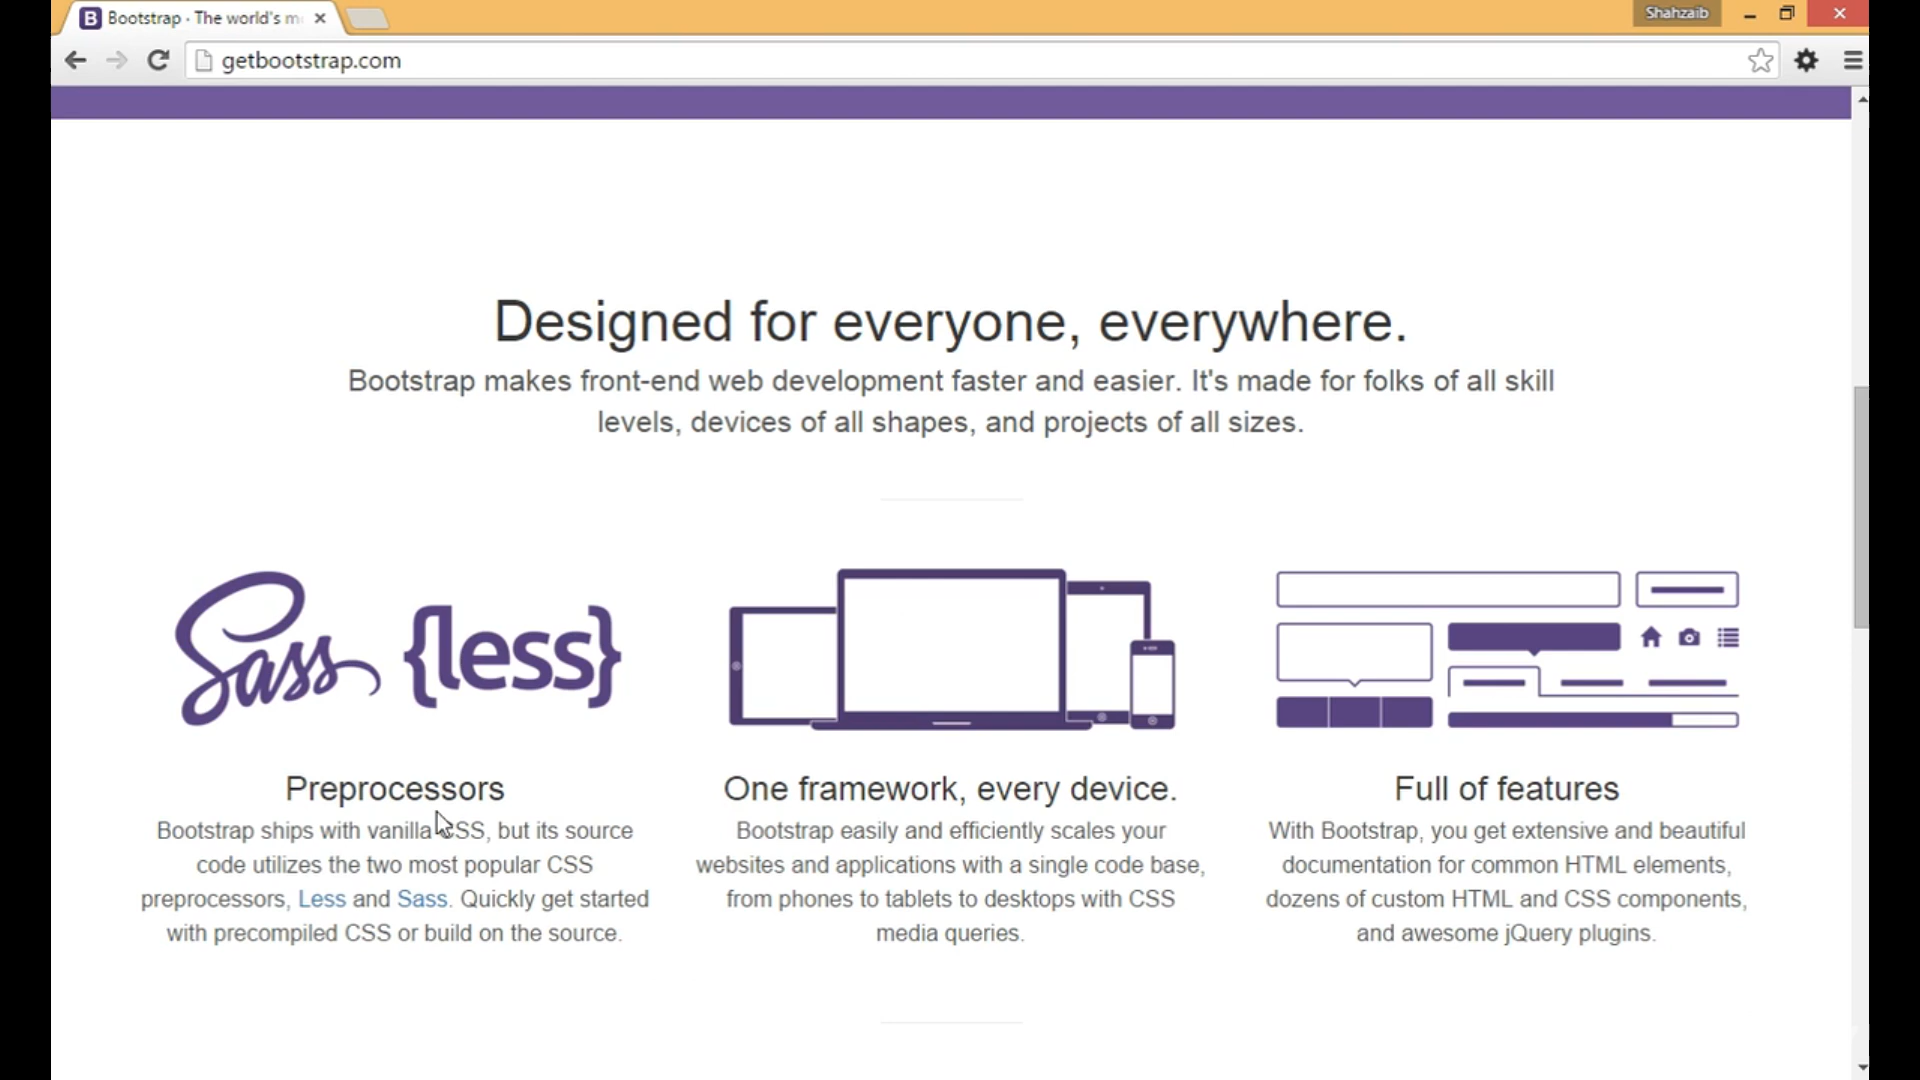 Bootstrap · The world's m
Shahzaib
getbootstrap.com
Designed for everyone, everywhere.
Bootstrap makes front-end web development faster and easier. It's made for folks of all skill
levels, devices of all shapes, and projects of all sizes.
Sass {less}
Preprocessors
Bootstrap ships with vanilla CSS, but its source
code utilizes the two most popular CSS
preprocessors, Less and Sass. Quickly get started
with precompiled CSS or build on the source.
One framework, every device.
Bootstrap easily and efficiently scales your
websites and applications with a single code base,
from phones to tablets to desktops with CSS
media queries.
Full of features
With Bootstrap, you get extensive and beautiful
documentation for common HTML elements,
dozens of custom HTML and CSS components,
and awesome jQuery plugins.